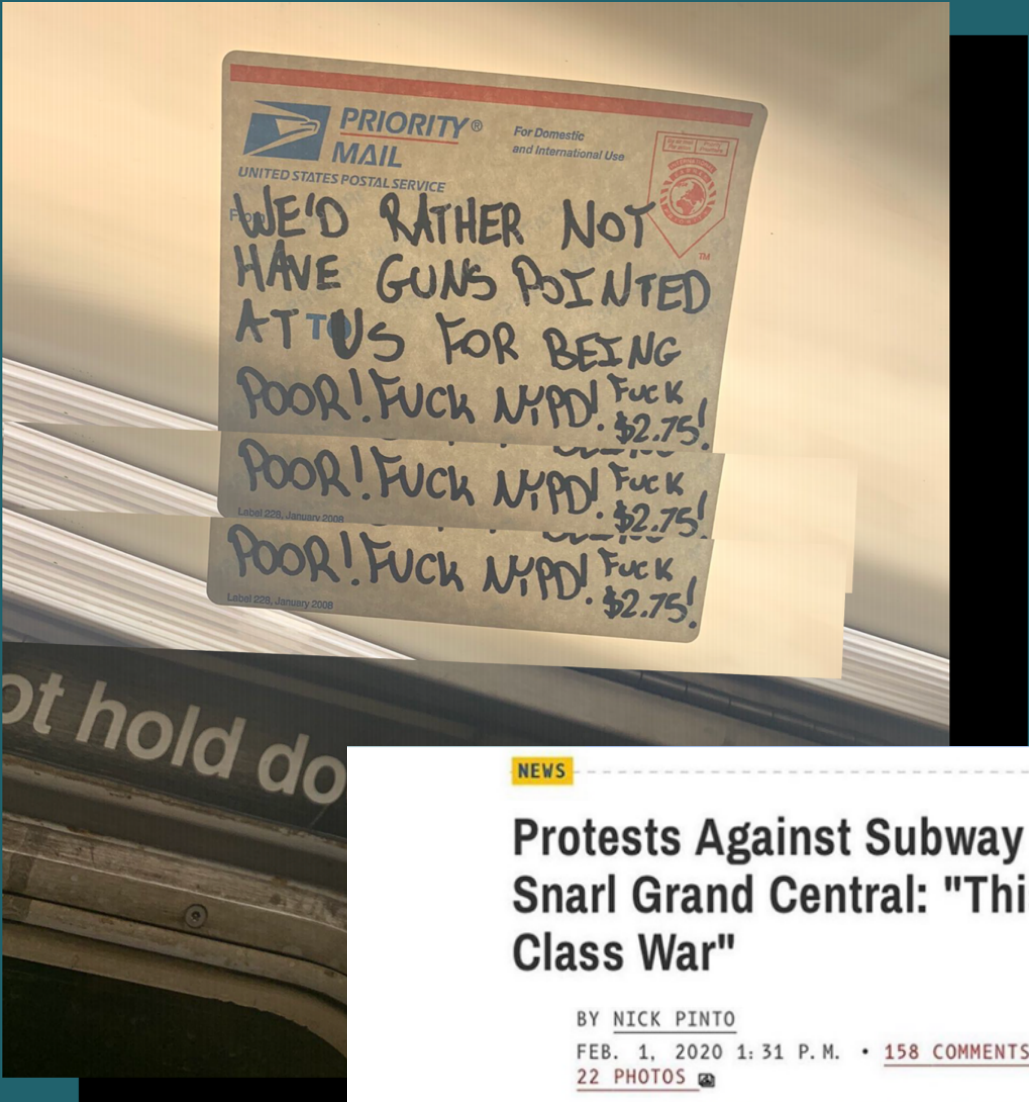 PRIORITY®
MAIL
UNITED STATES POSTAL SERVICE
For Domestic
and International Use
TM
WE'D RATHER NOT
HAVE GUNS POINTED
AT US FOR BEING
POOR! FUCK NYPD! FUCK
$2.75!
POOR! FUCK NYPD! FUCK
$2.75!
Label 228, January 2008
POOR! FUCK NYPD! FUCK
$2.75!
Label 228, January 2008
ot hold do
NEWS
Protests Against Subway
Snarl Grand Central: "Thi
Class War"
BY NICK PINTO
FEB. 1, 2020 1:31 P.M. • 158 COMMENTS
22 PHOTOS